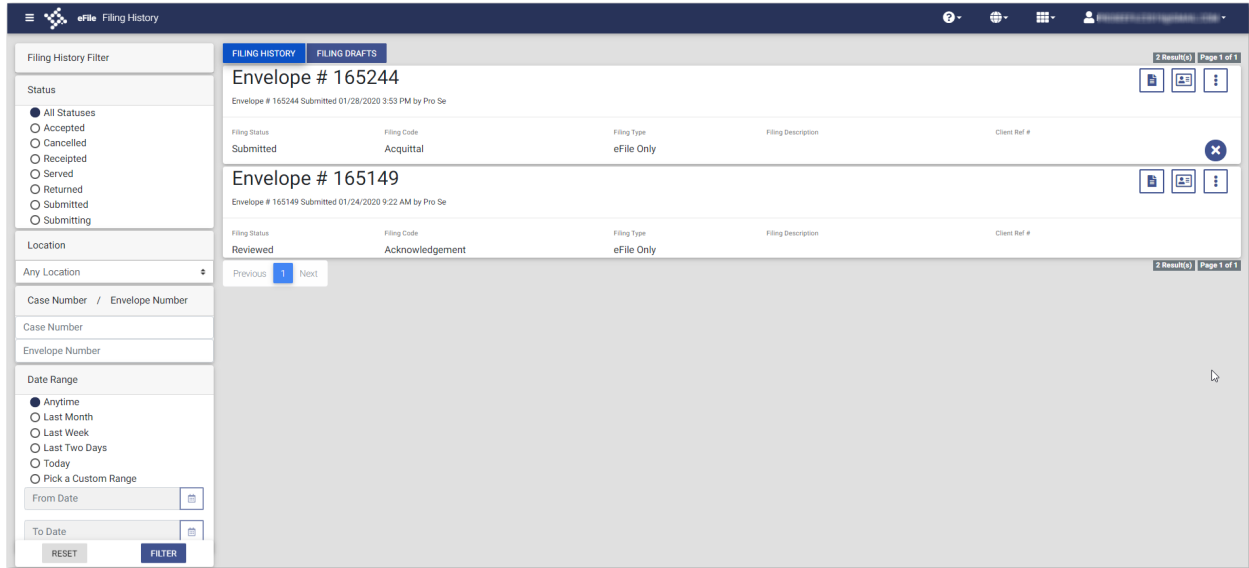 eFile Filing History
Filing History Filter
Status
All Statuses
Accepted
Cancelled
Receipted
Served
Returned
Submitted
Submitting
Location
Any Location
Case Number / Envelope Number
Case Number
Envelope Number
Date Range
Anytime
Last Month
Last Week
Last Two Days
Today
Pick a Custom Range
From Date
To Date
RESET FILTER
FILING HISTORY FILING DRAFTS
2 Result(s) Page 1 of 1
Envelope # 165244
Envelope # 165244 Submitted 01/28/2020 3:53 PM by Pro Se
Filing Status Filing Code Filing Type Filing Description Client Ref #
Submitted Acquittal eFile Only
Envelope # 165149
Envelope # 165149 Submitted 01/24/2020 9:22 AM by Pro Se
Filing Status Filing Code Filing Type Filing Description Client Ref #
Reviewed Acknowledgement eFile Only
Previous 1 Next
2 Result(s) Page 1 of 1